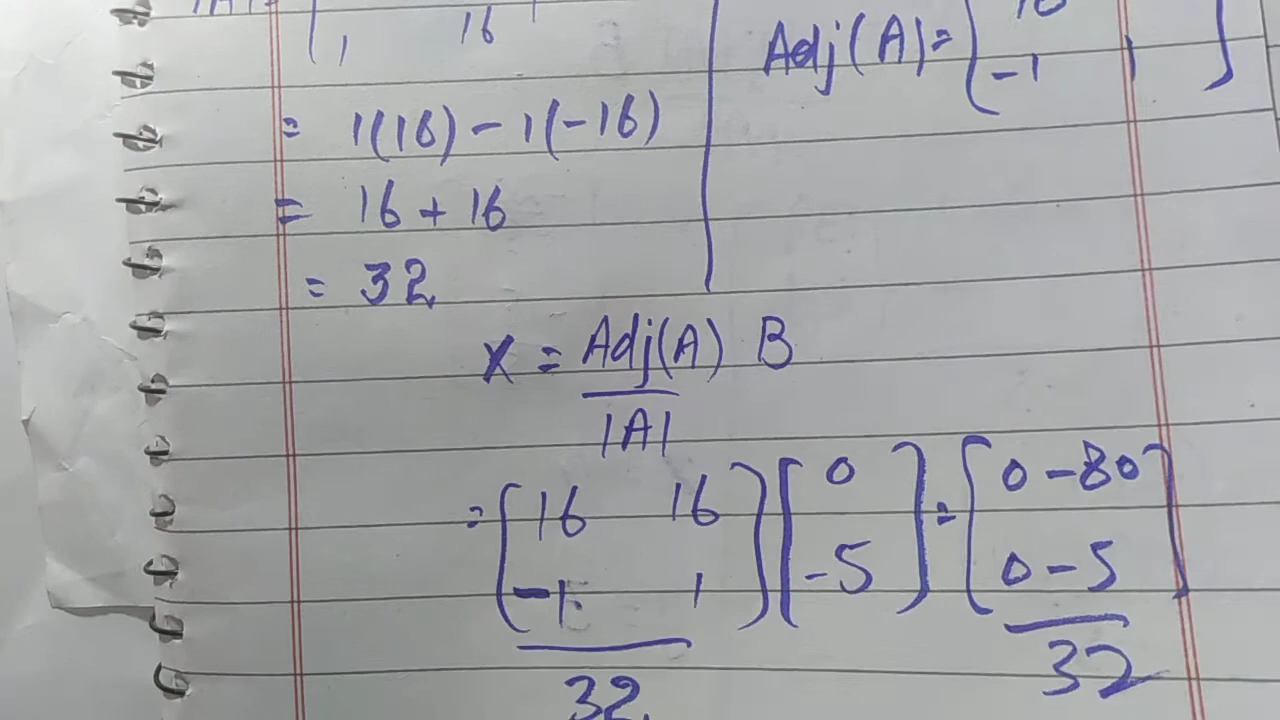 1 16
Adj(A) = [
-1 1 ]
= 1(16) - 1(-16)
= 16 + 16
= 32
X = Adj(A) B
|A|
= [ 16 16 ] [ 0 ] = [ 0 - 80 ]
[ -1 1 ] [ -5 ] [ 0 - 5 ]
32. 32